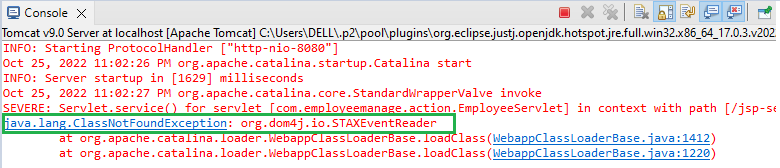 Console
Tomcat v9.0 Server at localhost [Apache Tomcat] C:\Users\DELL\.p2\pool\plugins\org.eclipse.justj.openjdk.hotspot.jre.full.win32.x86_64_17.0.3.v202
INFO: Starting ProtocolHandler ["http-nio-8080"]
Oct 25, 2022 11:02:26 PM org.apache.catalina.startup.Catalina start
INFO: Server startup in [1629] milliseconds
Oct 25, 2022 11:02:27 PM org.apache.catalina.core.StandardWrapperValve invoke
SEVERE: Servlet.service() for servlet [com.employeemanage.action.EmployeeServlet] in context with path [/jsp-se
java.lang.ClassNotFoundException: org.dom4j.io.STAXEventReader
at org.apache.catalina.loader.WebappClassLoaderBase.loadClass(WebappClassLoaderBase.java:1412)
at org.apache.catalina.loader.WebappClassLoaderBase.loadClass(WebappClassLoaderBase.java:1220)